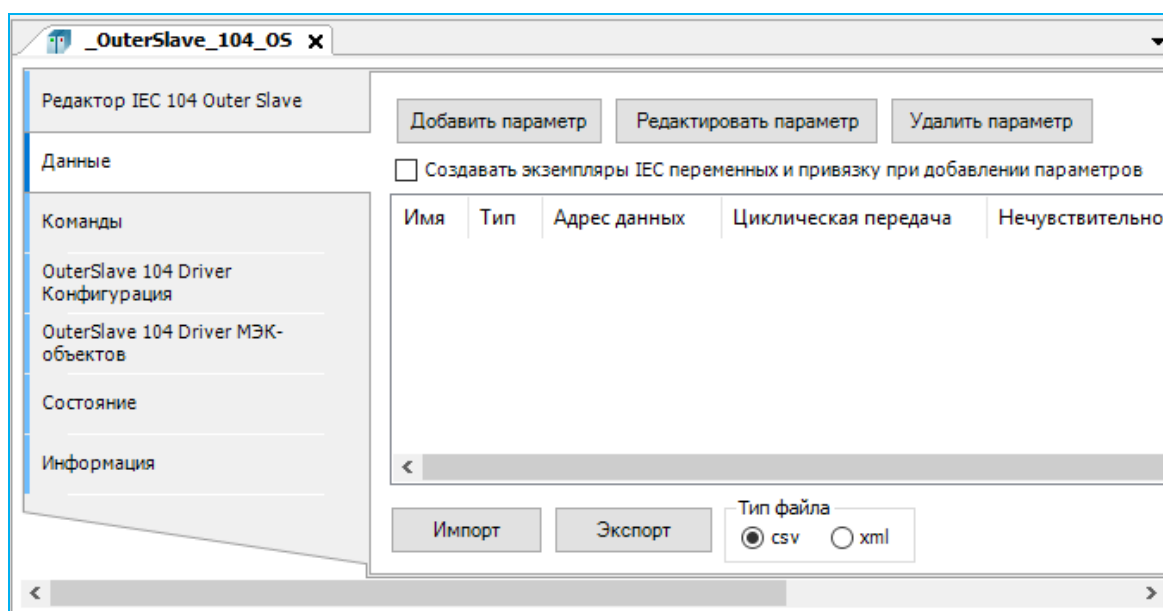 _OuterSlave_104_OS
Редактор IEC 104 Outer Slave
Данные
Команды
OuterSlave 104 Driver
Конфигурация
OuterSlave 104 Driver МЭК-
объектов
Состояние
Информация
Добавить параметр Редактировать параметр Удалить параметр
Создавать экземпляры IEC переменных и привязку при добавлении параметров
Имя Тип Адрес данных Циклическая передача Нечувствительно
Импорт Экспорт Тип файла
csv xml